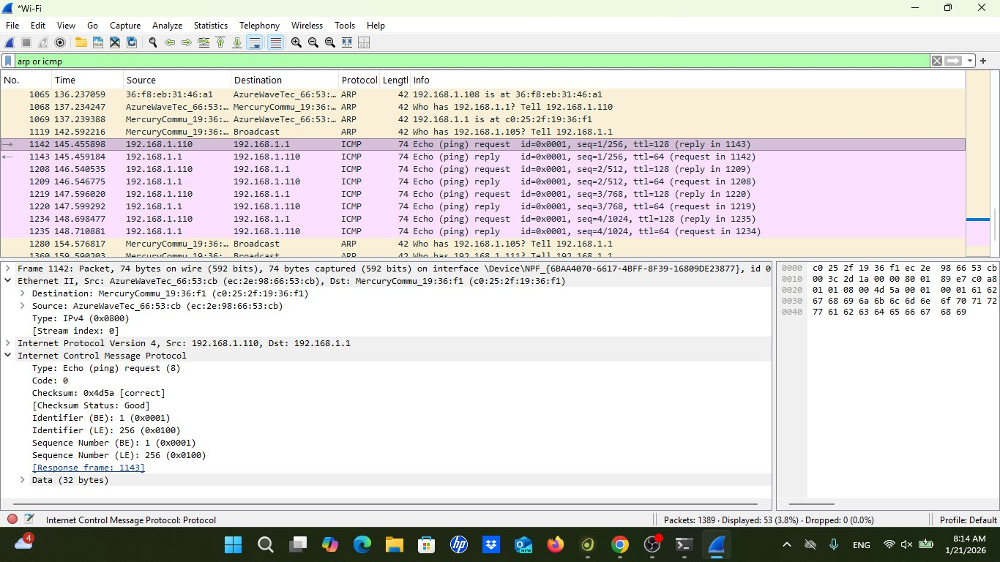 *Wi-Fi
File Edit View Go Capture Analyze Statistics Telephony Wireless Tools Help
arp or icmp
No. Time Source Destination Protocol Lengtl Info
1065 136.237059 36:f8:eb:31:46:a1 AzureWaveTec_66:53:… ARP 42 192.168.1.108 is at 36:f8:eb:31:46:a1
1068 137.234247 AzureWaveTec_66:53:… MercuryCommu_19:36:… ARP 42 Who has 192.168.1.1? Tell 192.168.1.110
1069 137.239388 MercuryCommu_19:36:… AzureWaveTec_66:53:… ARP 42 192.168.1.1 is at c0:25:2f:19:36:f1
1119 142.592216 MercuryCommu_19:36:… Broadcast ARP 42 Who has 192.168.1.105? Tell 192.168.1.1
1142 145.455898 192.168.1.110 192.168.1.1 ICMP 74 Echo (ping) request id=0x0001, seq=1/256, ttl=128 (reply in 1143)
1143 145.459184 192.168.1.1 192.168.1.110 ICMP 74 Echo (ping) reply id=0x0001, seq=1/256, ttl=64 (request in 1142)
1208 146.540535 192.168.1.110 192.168.1.1 ICMP 74 Echo (ping) request id=0x0001, seq=2/512, ttl=128 (reply in 1209)
1209 146.546775 192.168.1.1 192.168.1.110 ICMP 74 Echo (ping) reply id=0x0001, seq=2/512, ttl=64 (request in 1208)
1219 147.596020 192.168.1.110 192.168.1.1 ICMP 74 Echo (ping) request id=0x0001, seq=3/768, ttl=128 (reply in 1220)
1220 147.599292 192.168.1.1 192.168.1.110 ICMP 74 Echo (ping) reply id=0x0001, seq=3/768, ttl=64 (request in 1219)
1234 148.698477 192.168.1.110 192.168.1.1 ICMP 74 Echo (ping) request id=0x0001, seq=4/1024, ttl=128 (reply in 1235)
1235 148.710881 192.168.1.1 192.168.1.110 ICMP 74 Echo (ping) reply id=0x0001, seq=4/1024, ttl=64 (request in 1234)
1280 154.576817 MercuryCommu_19:36:… Broadcast ARP 42 Who has 192.168.1.105? Tell 192.168.1.1
1360 159.590203 MercuryCommu_19:36:… Broadcast ARP 42 Who has 192.168.1.111? Tell 192.168.1.1
Frame 1142: Packet, 74 bytes on wire (592 bits), 74 bytes captured (592 bits) on interface \Device\NPF_{6BAA4070-6617-4BFF-8F39-16809DE23877}, id 0
Ethernet II, Src: AzureWaveTec_66:53:cb (ec:2e:98:66:53:cb), Dst: MercuryCommu_19:36:f1 (c0:25:2f:19:36:f1)
Destination: MercuryCommu_19:36:f1 (c0:25:2f:19:36:f1)
Source: AzureWaveTec_66:53:cb (ec:2e:98:66:53:cb)
Type: IPv4 (0x0800)
[Stream index: 0]
Internet Protocol Version 4, Src: 192.168.1.110, Dst: 192.168.1.1
Internet Control Message Protocol
Type: Echo (ping) request (8)
Code: 0
Checksum: 0x4d5a [correct]
[Checksum Status: Good]
Identifier (BE): 1 (0x0001)
Identifier (LE): 256 (0x0100)
Sequence Number (BE): 1 (0x0001)
Sequence Number (LE): 256 (0x0100)
[Response frame: 1143]
Data (32 bytes)
0000 c0 25 2f 19 36 f1 ec 2e 98 66 53 cb
0010 00 3c 2d 1a 00 00 80 01 89 e7 c0 a8
0020 01 01 08 00 4d 5a 00 01 00 01 61 62
0030 67 68 69 6a 6b 6c 6d 6e 6f 70 71 72
0040 77 61 62 63 64 65 66 67 68 69
Internet Control Message Protocol: Protocol
Packets: 1389 · Displayed: 53 (3.8%) · Dropped: 0 (0.0%)
Profile: Default
4
hp
NEW
ENG
8:14 AM
1/21/2026